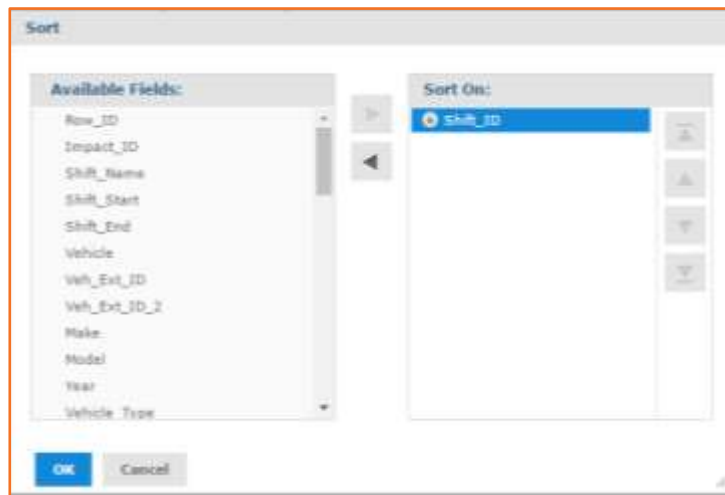 Sort
Available Fields:
Row_ID
Impact_ID
Shift_Name
Shift_Start
Shift_End
Vehicle
Veh_Ext_ID
Veh_Ext_ID_2
Make
Model
Year
Vehicle_Type
Sort On:
Shift_ID
OK
Cancel